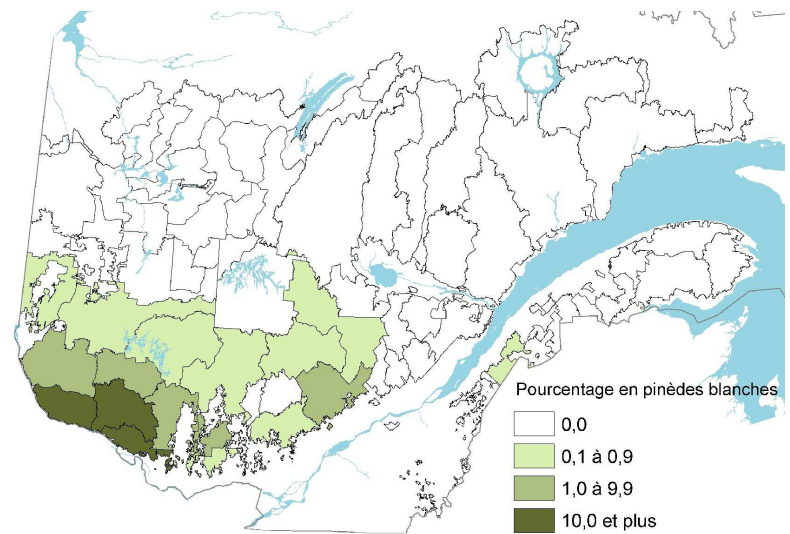 Pourcentage en pinèdes blanches
0,0
0,1 à 0,9
1,0 à 9,9
10,0 et plus